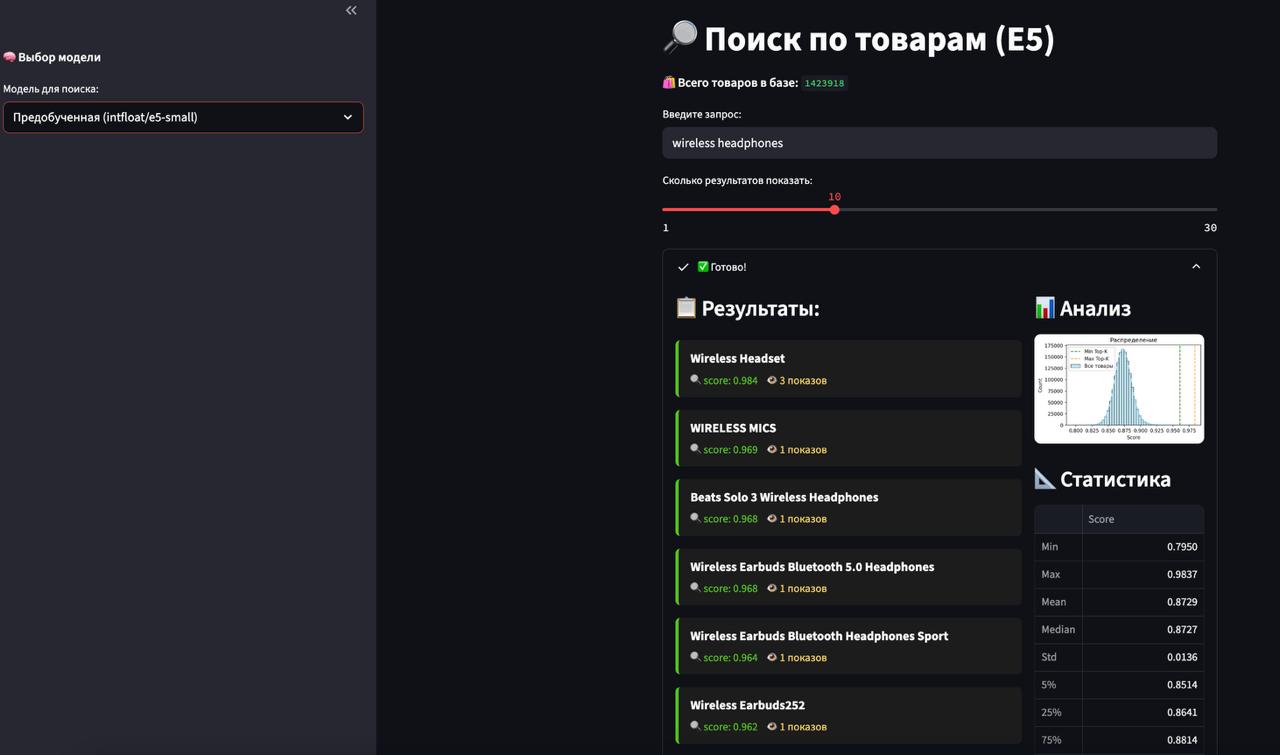 Выбор модели
Модель для поиска:
Предобученная (intfloat/e5-small)
Поиск по товарам (E5)
Всего товаров в базе: 1423918
Введите запрос:
wireless headphones
Сколько результатов показать:
10
1 30
Готово!
Результаты:
Wireless Headset
score: 0.984 3 показов
WIRELESS MICS
score: 0.969 1 показов
Beats Solo 3 Wireless Headphones
score: 0.968 1 показов
Wireless Earbuds Bluetooth 5.0 Headphones
score: 0.968 1 показов
Wireless Earbuds Bluetooth Headphones Sport
score: 0.964 1 показов
Wireless Earbuds252
score: 0.962 1 показов
Анализ
Распределение
Min Top-K
Max Top-K
Все товары
Count
175000
150000
125000
100000
75000
50000
25000
0
0.800 0.825 0.850 0.875 0.900 0.925 0.950 0.975
Score
Статистика
Score
Min 0.7950
Max 0.9837
Mean 0.8729
Median 0.8727
Std 0.0136
5% 0.8514
25% 0.8641
75% 0.8814